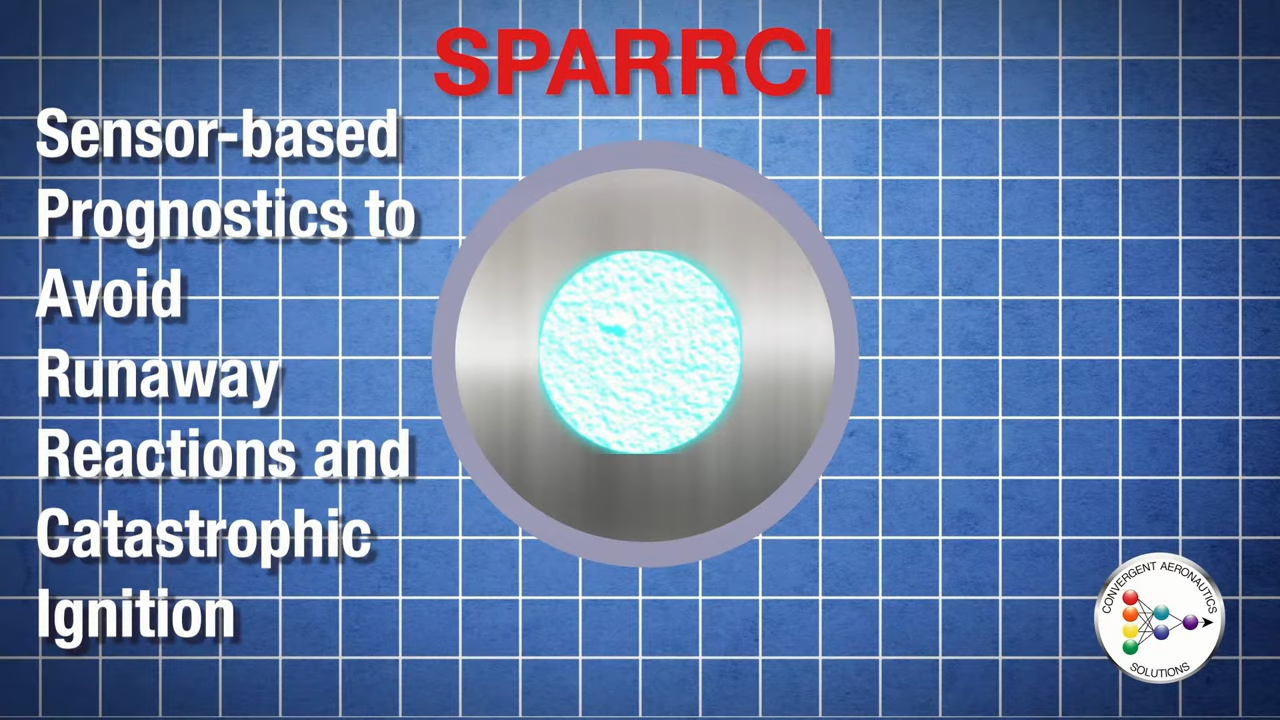 SPARRCI
Sensor-based
Prognostics to
Avoid
Runaway
Reactions and
Catastrophic
Ignition
CONVERGENT AERONAUTICS
SOLUTIONS